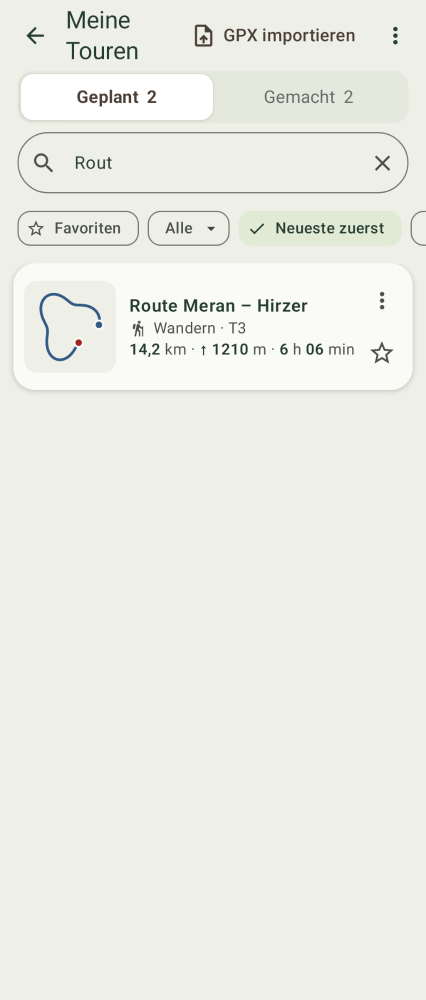 Meine
Touren
GPX importieren
Geplant 2
Gemacht 2
Rout
Favoriten
Alle
Neueste zuerst
Route Meran – Hirzer
Wandern · T3
14,2 km · ↑ 1210 m · 6 h 06 min